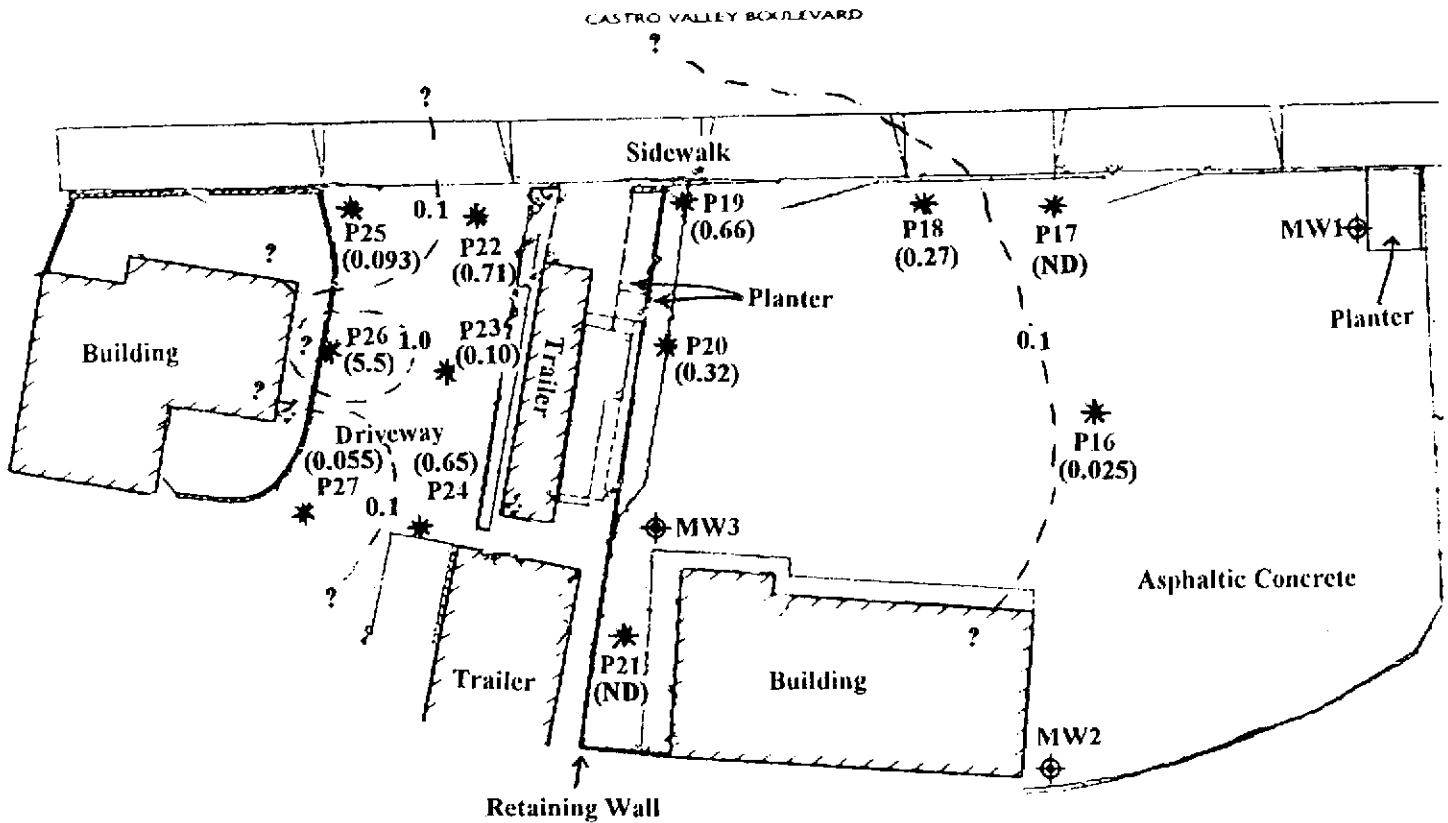 CASTRO VALLEY BOULEVARD
?
?
Sidewalk
P25
(0.093)
0.1
P22
(0.71)
P19
(0.66)
P18
(0.27)
P17
(ND)
MW1
Planter
?
Planter
Building
?
P26
(5.5)
1.0
P23
(0.10)
Trailer
P20
(0.32)
0.1
?
P16
(0.025)
Driveway
(0.055)
P27
(0.65)
P24
0.1
MW3
?
Asphaltic Concrete
P21
(ND)
?
Trailer
Building
MW2
Retaining Wall